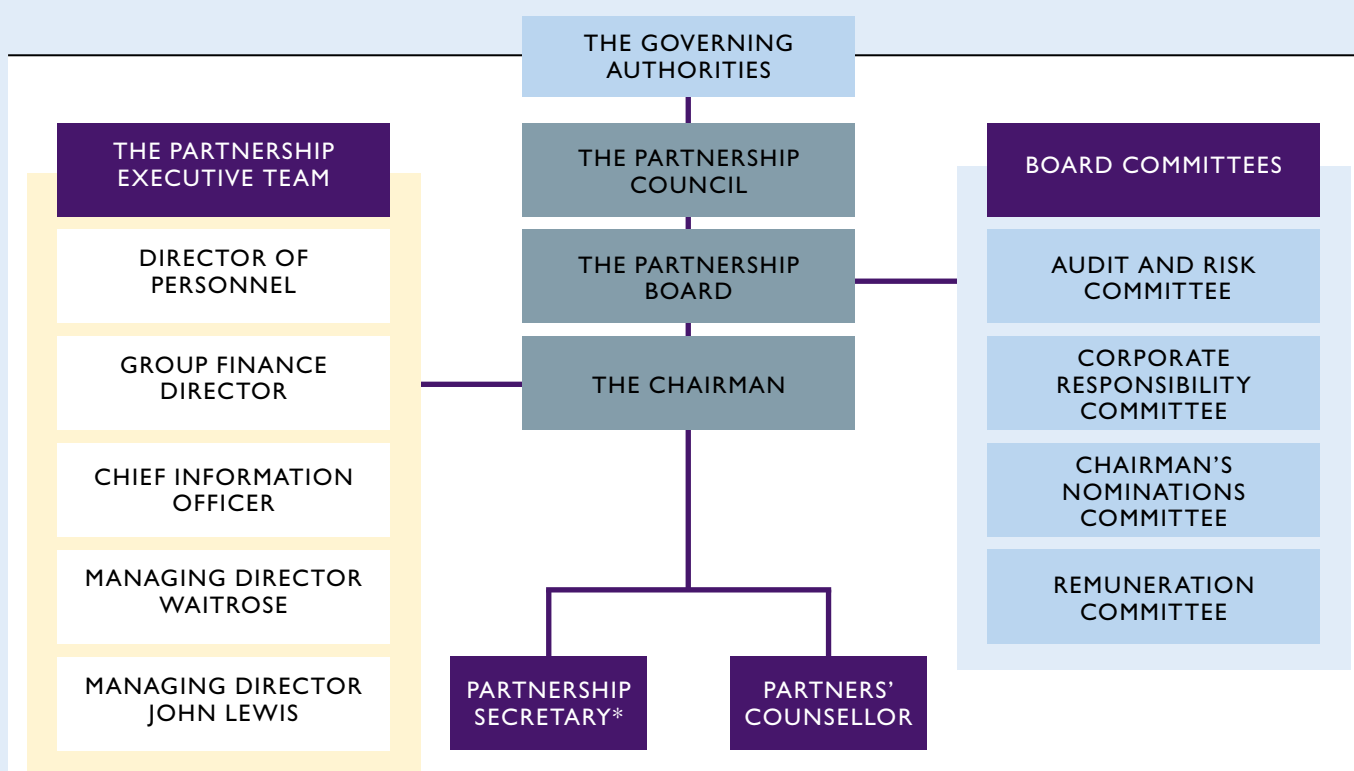 THE GOVERNING
AUTHORITIES
THE PARTNERSHIP
EXECUTIVE TEAM
DIRECTOR OF
PERSONNEL
GROUP FINANCE
DIRECTOR
CHIEF INFORMATION
OFFICER
MANAGING DIRECTOR
WAITROSE
MANAGING DIRECTOR
JOHN LEWIS
THE PARTNERSHIP
COUNCIL
THE PARTNERSHIP
BOARD
THE CHAIRMAN
PARTNERSHIP
SECRETARY*
PARTNERS’
COUNSELLOR
BOARD COMMITTEES
AUDIT AND RISK
COMMITTEE
CORPORATE
RESPONSIBILITY
COMMITTEE
CHAIRMAN’S
NOMINATIONS
COMMITTEE
REMUNERATION
COMMITTEE